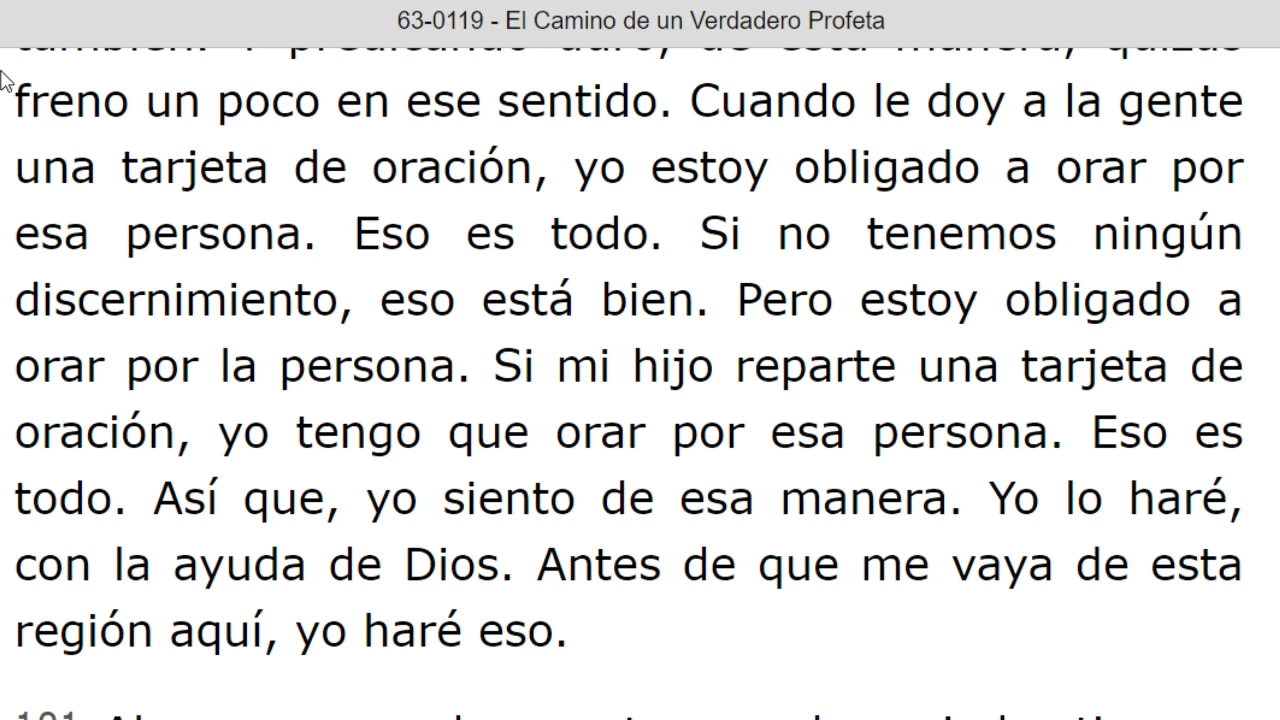 63-0119 - El Camino de un Verdadero Profeta
freno un poco en ese sentido. Cuando le doy a la gente
una tarjeta de oración, yo estoy obligado a orar por
esa persona. Eso es todo. Si no tenemos ningún
discernimiento, eso está bien. Pero estoy obligado a
orar por la persona. Si mi hijo reparte una tarjeta de
oración, yo tengo que orar por esa persona. Eso es
todo. Así que, yo siento de esa manera. Yo lo haré,
con la ayuda de Dios. Antes de que me vaya de esta
región aquí, yo haré eso.